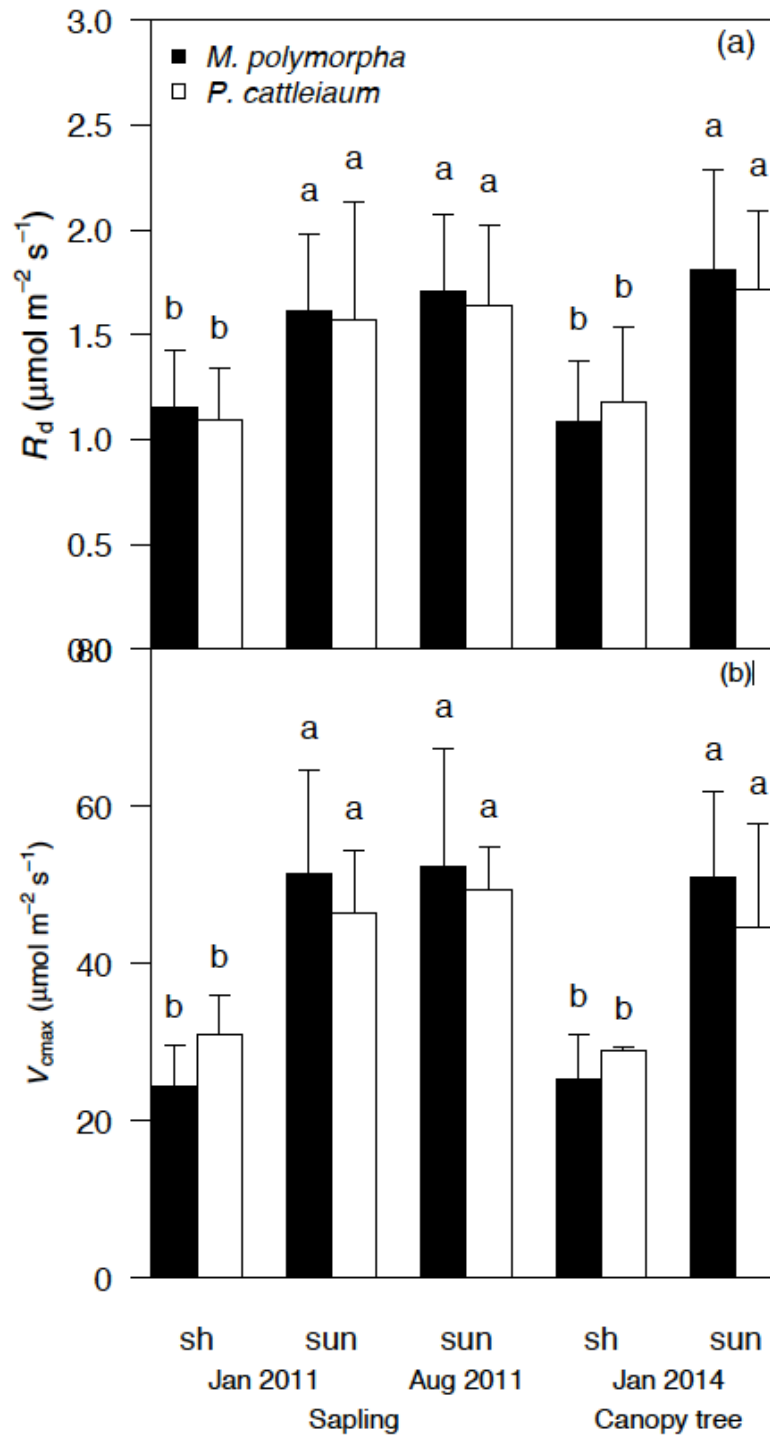 3.0
(a)
M. polymorpha
P. cattleiaum
2.5
a
a
a
a
a
a
2.0
b
b
b
b
1.5
1.0
0.5
Rd (μmol m−2 s−1)
80
(b)
a
a
a
a
a
a
60
b
b
b
b
40
20
0
Vcmax (μmol m−2 s−1)
sh sun sun sh sun
Jan 2011 Aug 2011 Jan 2014
Sapling Canopy tree